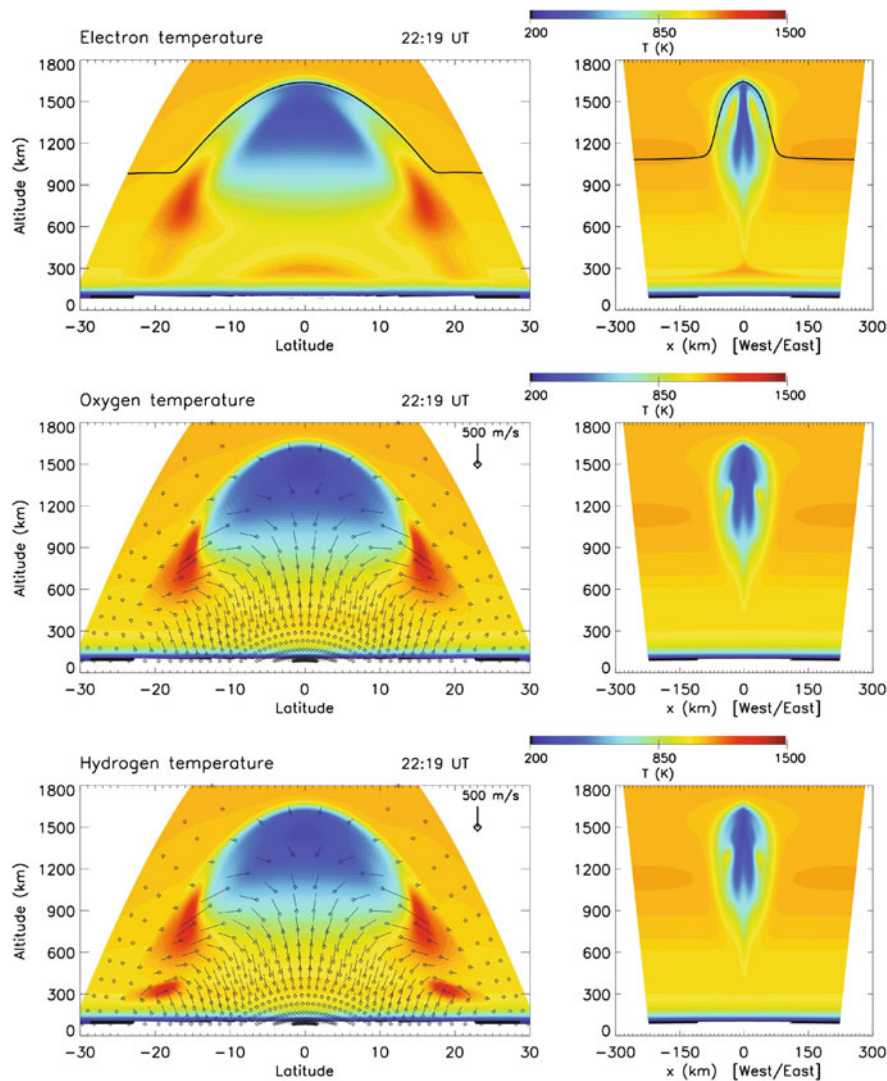 200 850 1500
T (K)
Electron temperature 22:19 UT
1800
1500
1200
900
600
300
0
Altitude (km)
-30 -20 -10 0 10 20 30
Latitude
1800
1500
1200
900
600
300
0
-300 -150 0 150 300
x (km) [West/East]
200 850 1500
T (K)
Oxygen temperature 22:19 UT
500 m/s
1800
1500
1200
900
600
300
0
Altitude (km)
-30 -20 -10 0 10 20 30
Latitude
1800
1500
1200
900
600
300
0
-300 -150 0 150 300
x (km) [West/East]
200 850 1500
T (K)
Hydrogen temperature 22:19 UT
500 m/s
1800
1500
1200
900
600
300
0
Altitude (km)
-30 -20 -10 0 10 20 30
Latitude
1800
1500
1200
900
600
300
0
-300 -150 0 150 300
x (km) [West/East]